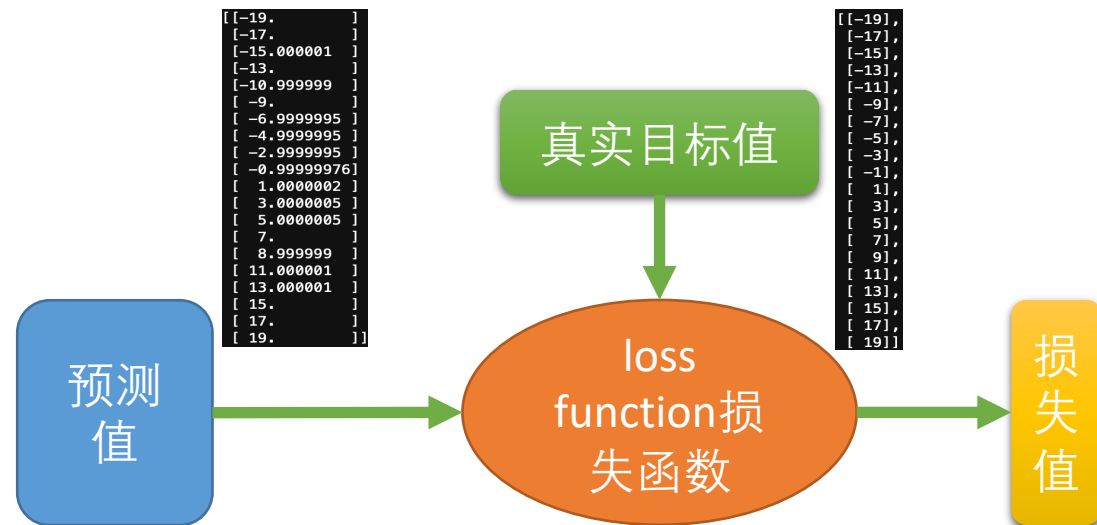 [[-19.        ]
[-17.        ]
[-15.000001  ]
[-13.        ]
[-10.999999  ]
[ -9.        ]
[ -6.9999995 ]
[ -4.9999995 ]
[ -2.9999995 ]
[ -0.99999976]
[  1.0000002 ]
[  3.0000005 ]
[  5.0000005 ]
[  7.        ]
[  8.999999  ]
[ 11.000001  ]
[ 13.000001  ]
[ 15.        ]
[ 17.        ]
[ 19.        ]]
[[-19],
[-17],
[-15],
[-13],
[-11],
[ -9],
[ -7],
[ -5],
[ -3],
[ -1],
[  1],
[  3],
[  5],
[  7],
[  9],
[ 11],
[ 13],
[ 15],
[ 17],
[ 19]]
真实目标值
预测
值
loss
function损
失函数
损
失
值